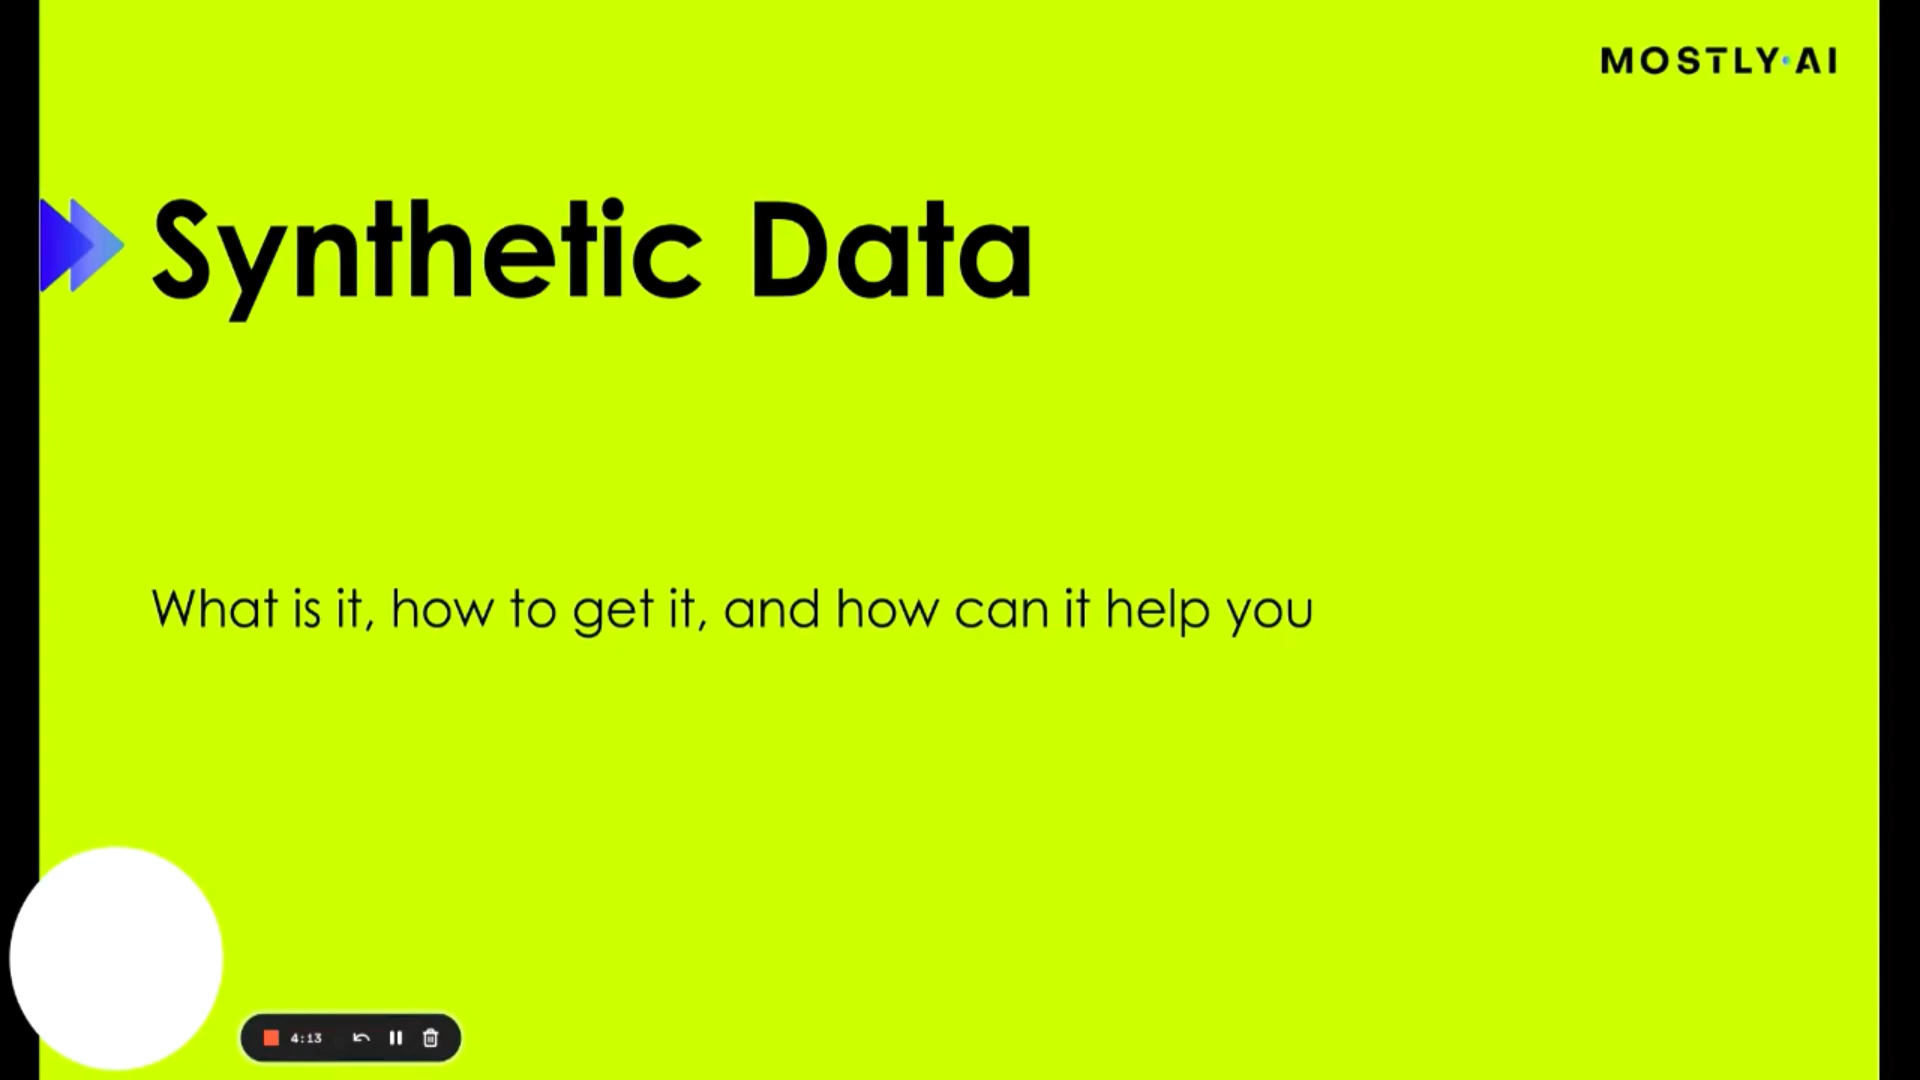 MOSTLY·AI
Synthetic Data
What is it, how to get it, and how can it help you
4:13